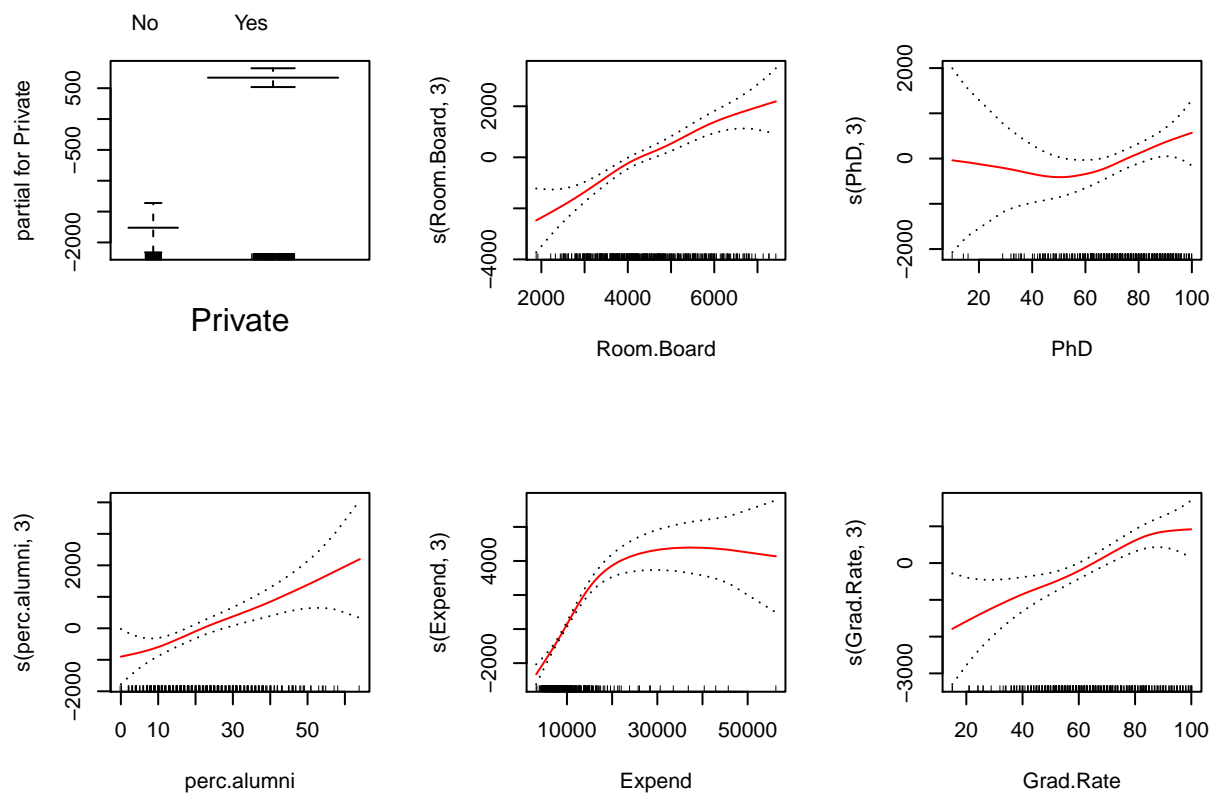 No Yes
partial for Private
500
−500
−2000
Private
s(Room.Board, 3)
2000
0
−4000
2000 4000 6000
Room.Board
s(PhD, 3)
2000
0
−2000
20 40 60 80 100
PhD
s(perc.alumni, 3)
2000
0
−2000
0 10 30 50
perc.alumni
s(Expend, 3)
4000
−2000
10000 30000 50000
Expend
s(Grad.Rate, 3)
0
−3000
20 40 60 80 100
Grad.Rate